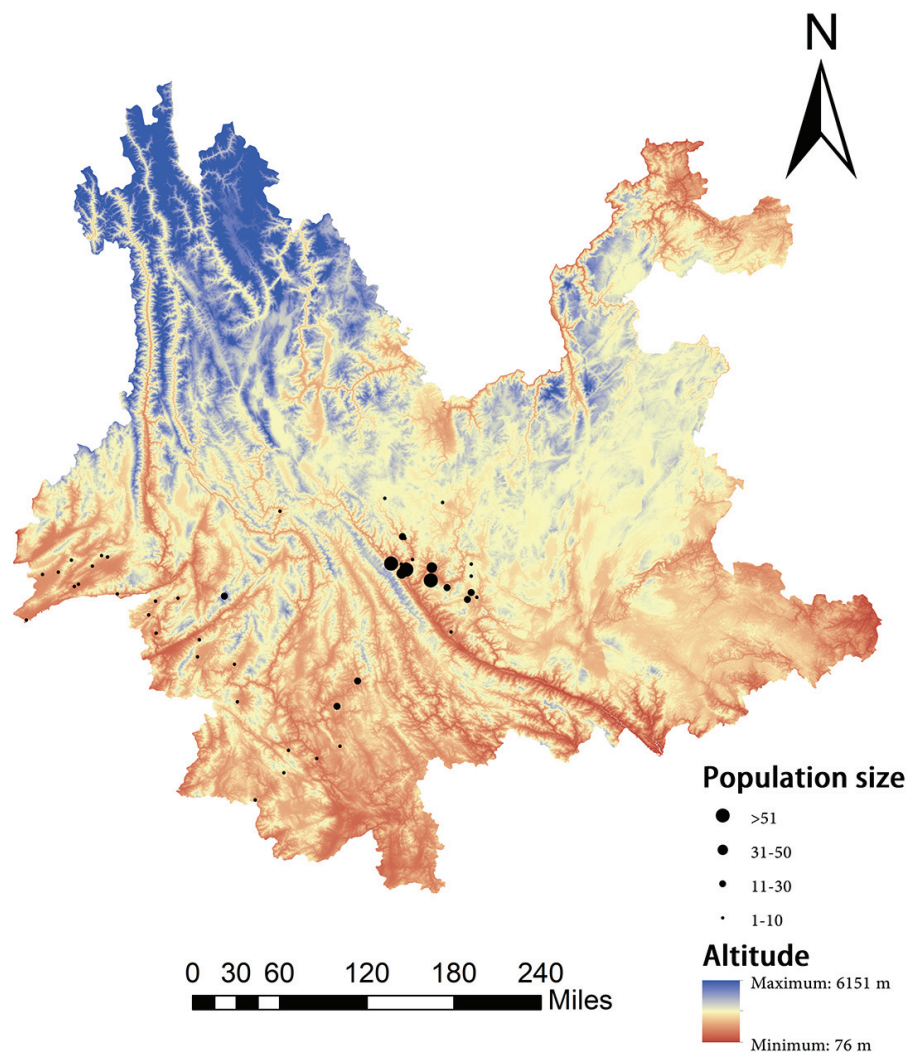 N
Population size
>51
31-50
11-30
1-10
Altitude
Maximum: 6151 m
Minimum: 76 m
0 30 60 120 180 240
Miles